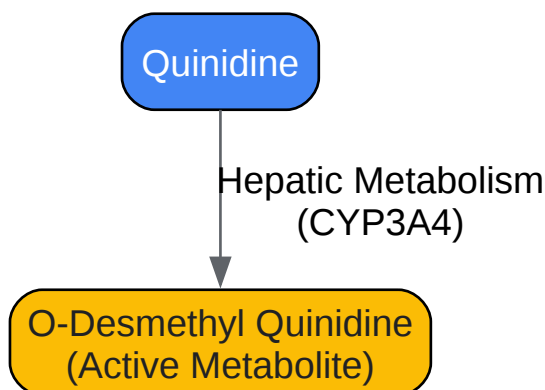 Quinidine
Hepatic Metabolism
(CYP3A4)
O-Desmethyl Quinidine
(Active Metabolite)